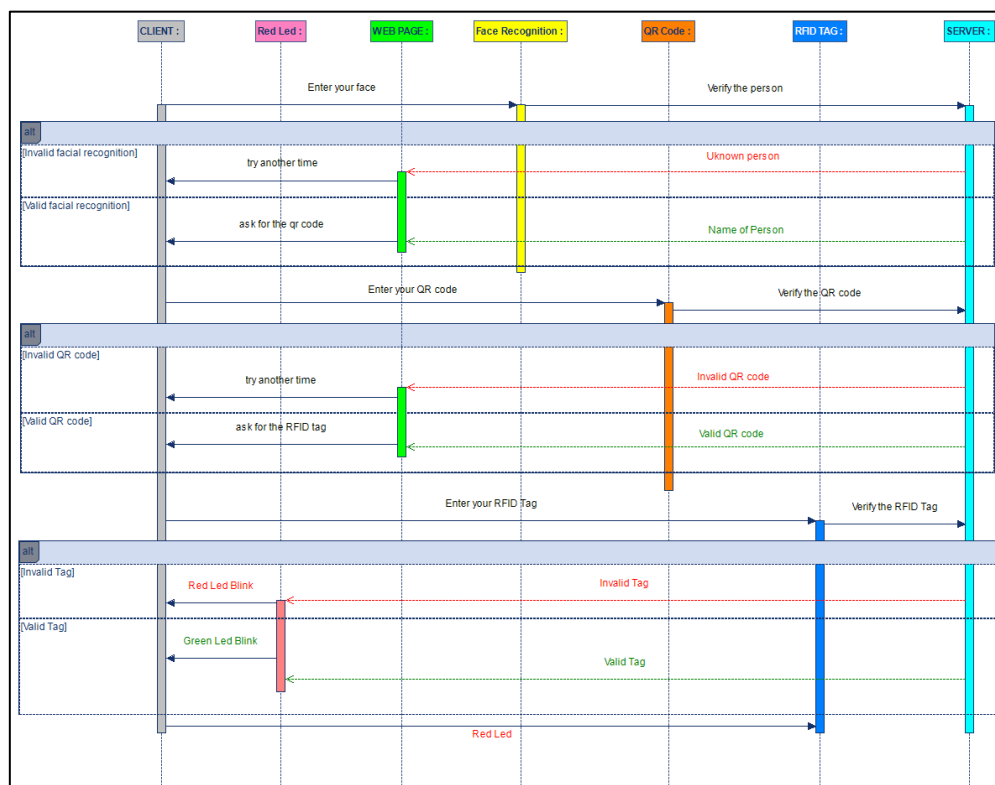 CLIENT :
Red Led :
WEB PAGE :
Face Recognition :
QR Code :
RFID TAG :
SERVER :
Enter your face
Verify the person
alt
[Invalid facial recognition]
Uknown person
try another time
[Valid facial recognition]
ask for the qr code
Name of Person
Enter your QR code
Verify the QR code
alt
[Invalid QR code]
Invalid QR code
try another time
[Valid QR code]
ask for the RFID tag
Valid QR code
Enter your RFID Tag
Verify the RFID Tag
alt
[Invalid Tag]
Red Led Blink
Invalid Tag
[Valid Tag]
Green Led Blink
Valid Tag
Red Led